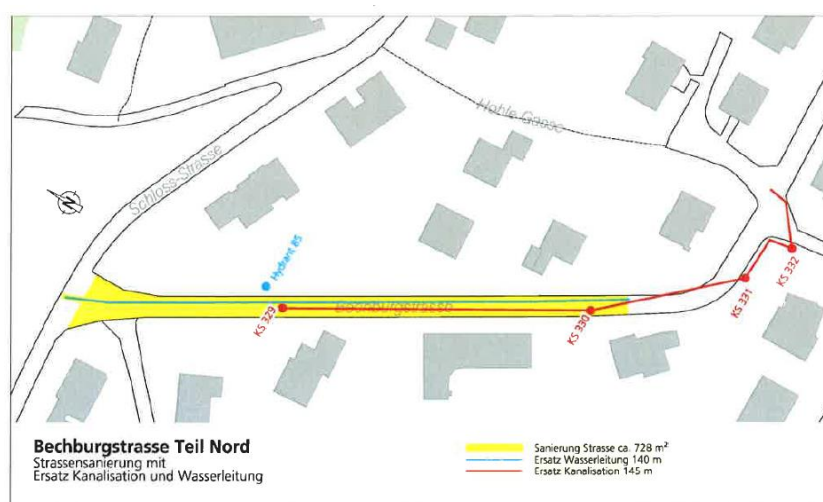 Hohle Gasse
Schloss-Strasse
N
Hydrant 85
Bechburgstrasse
KS 329
KS 330
KS 331
KS 332
Bechburgstrasse Teil Nord
Strassensanierung mit
Ersatz Kanalisation und Wasserleitung
Sanierung Strasse ca. 728 m²
Ersatz Wasserleitung 140 m
Ersatz Kanalisation 145 m